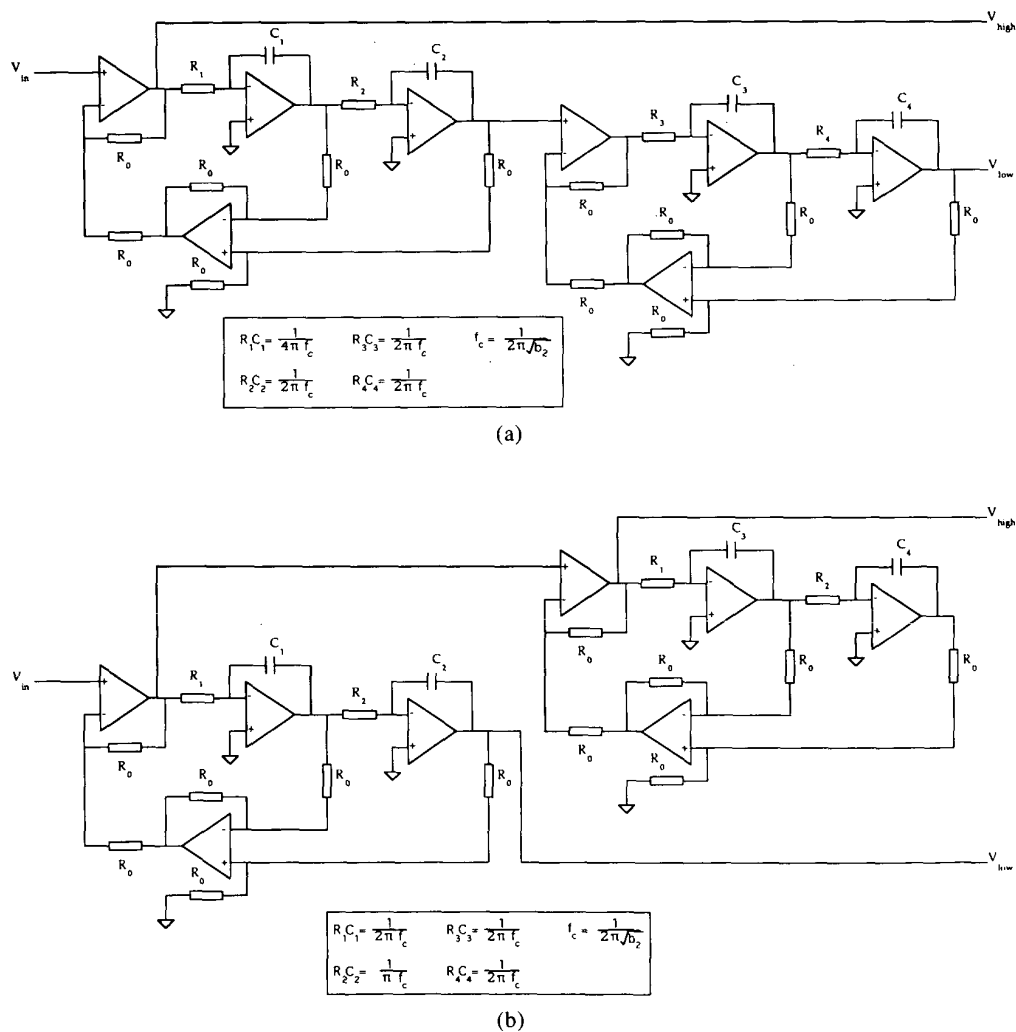 V_high
C_1
C_2
V_in
R_1
R_2
C_3
C_4
R_3
R_4
R_0
R_0
R_0
R_0
V_low
R_0
R_0
R_0
R_0
R_0
R_0
R_0
R_0
R_1C_1= 1/4π f_c R_3C_3= 1/2π f_c f_c = 1/2π√b_2
R_2C_2= 1/2π f_c R_4C_4= 1/2π f_c
(a)
V_high
C_3
C_4
R_1
R_2
C_1
C_2
R_0
R_0
R_0
R_0
V_in
R_1
R_2
R_0
R_0
R_0
R_0
R_0
R_0
R_0
R_0
V_low
R_1C_1= 1/2π f_c R_3C_3= 1/2π f_c f_c = 1/2π√b_2
R_2C_2= 1/π f_c R_4C_4= 1/2π f_c
(b)